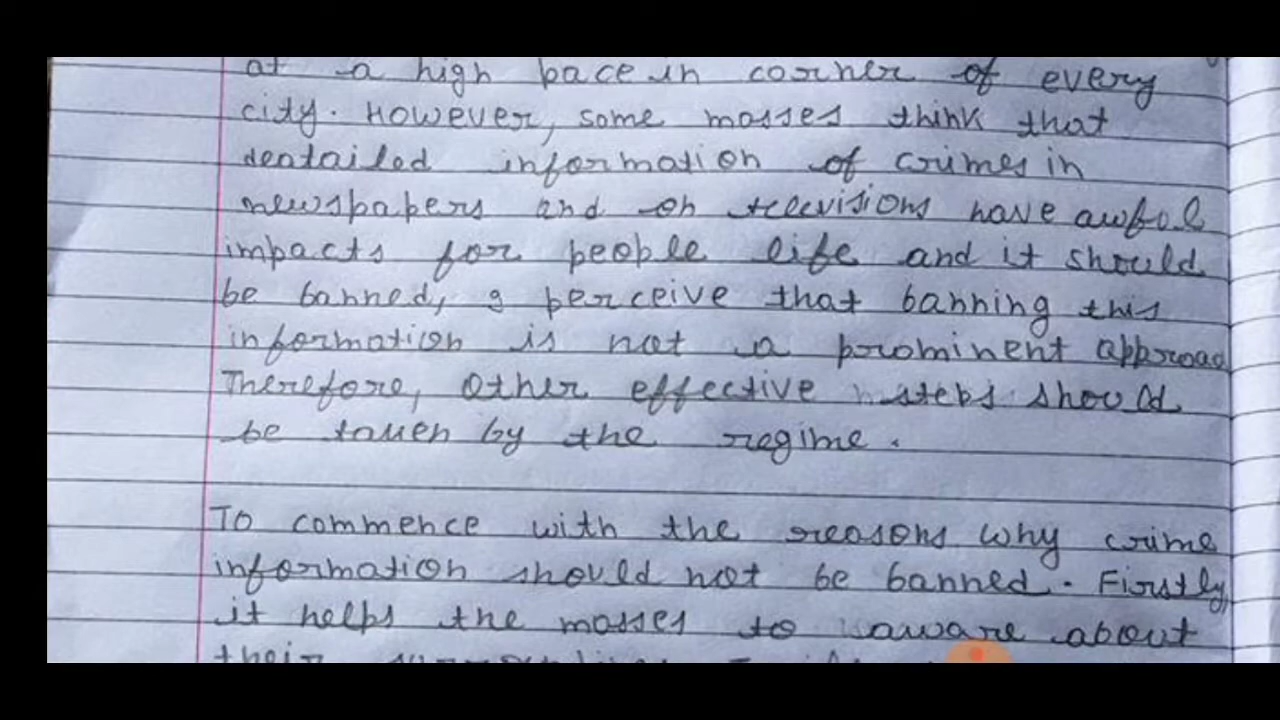 at a high pace in corner of every
city. However, some masses think that
deatailed information of crimes in
newspapers and on televisions have awful
impacts for people life and it should
be banned, I perceive that banning this
information is not a prominent approac
Therefore, other effective steps should
be taken by the regime.
To commence with the reasons why crime
information should not be banned. Firstly,
it helps the masses to aware about
their